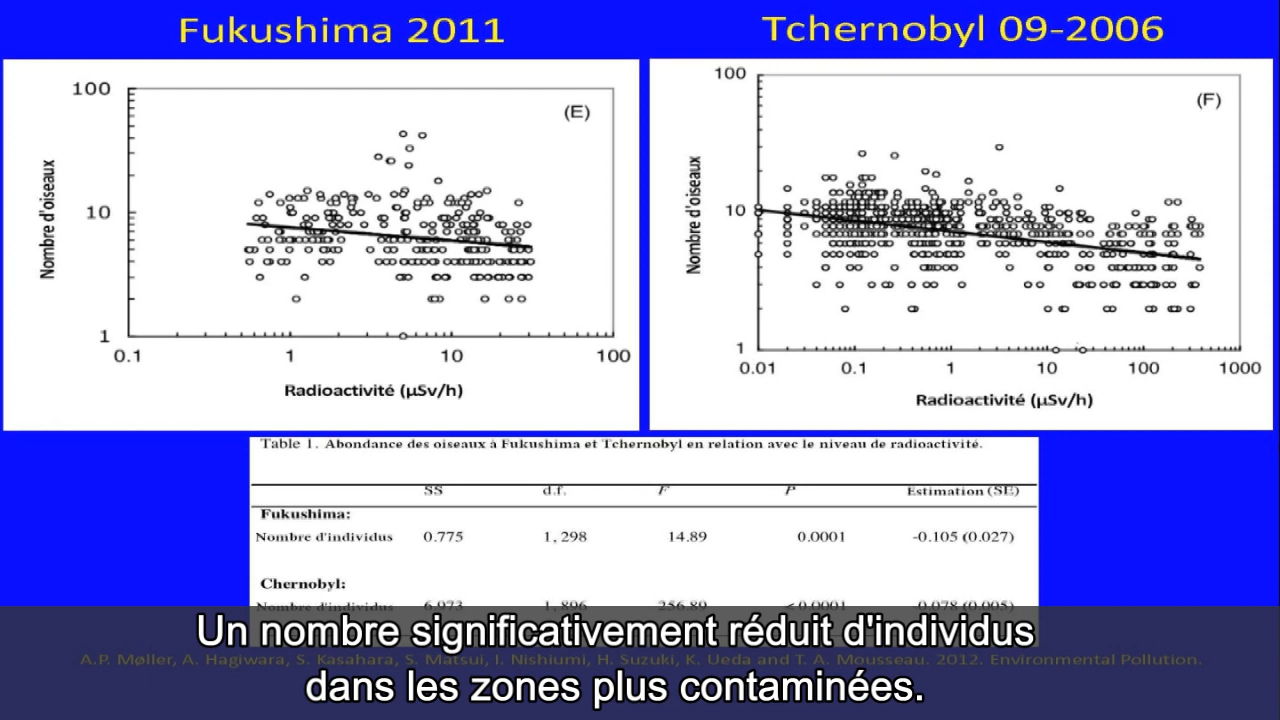 Fukushima 2011
Tchernobyl 09-2006
100
(E)
Nombre d'oiseaux
10
1
0.1 1 10 100
Radioactivité (µSv/h)
100
(F)
Nombre d'oiseaux
10
1
0.01 0.1 1 10 100 1000
Radioactivité (µSv/h)
Table 1. Abondance des oiseaux à Fukushima et Tchernobyl en relation avec le niveau de radioactivité.
SS d.f. F P Estimation (SE)
Fukushima:
Nombre d'individus 0.775 1, 298 14.89 0.0001 -0.105 (0.027)
Chernobyl:
Nombre d'individus 6.973 1, 896 256.89 <0.0001 -0.078 (0.005)
Un nombre significativement réduit d'individus
A.P. Møller, A. Hagiwara, S. Kasahara, S. Matsui, I. Nishiumi, H. Suzuki, K. Ueda and T. A. Mousseau. 2012. Environmental Pollution.
dans les zones plus contaminées.